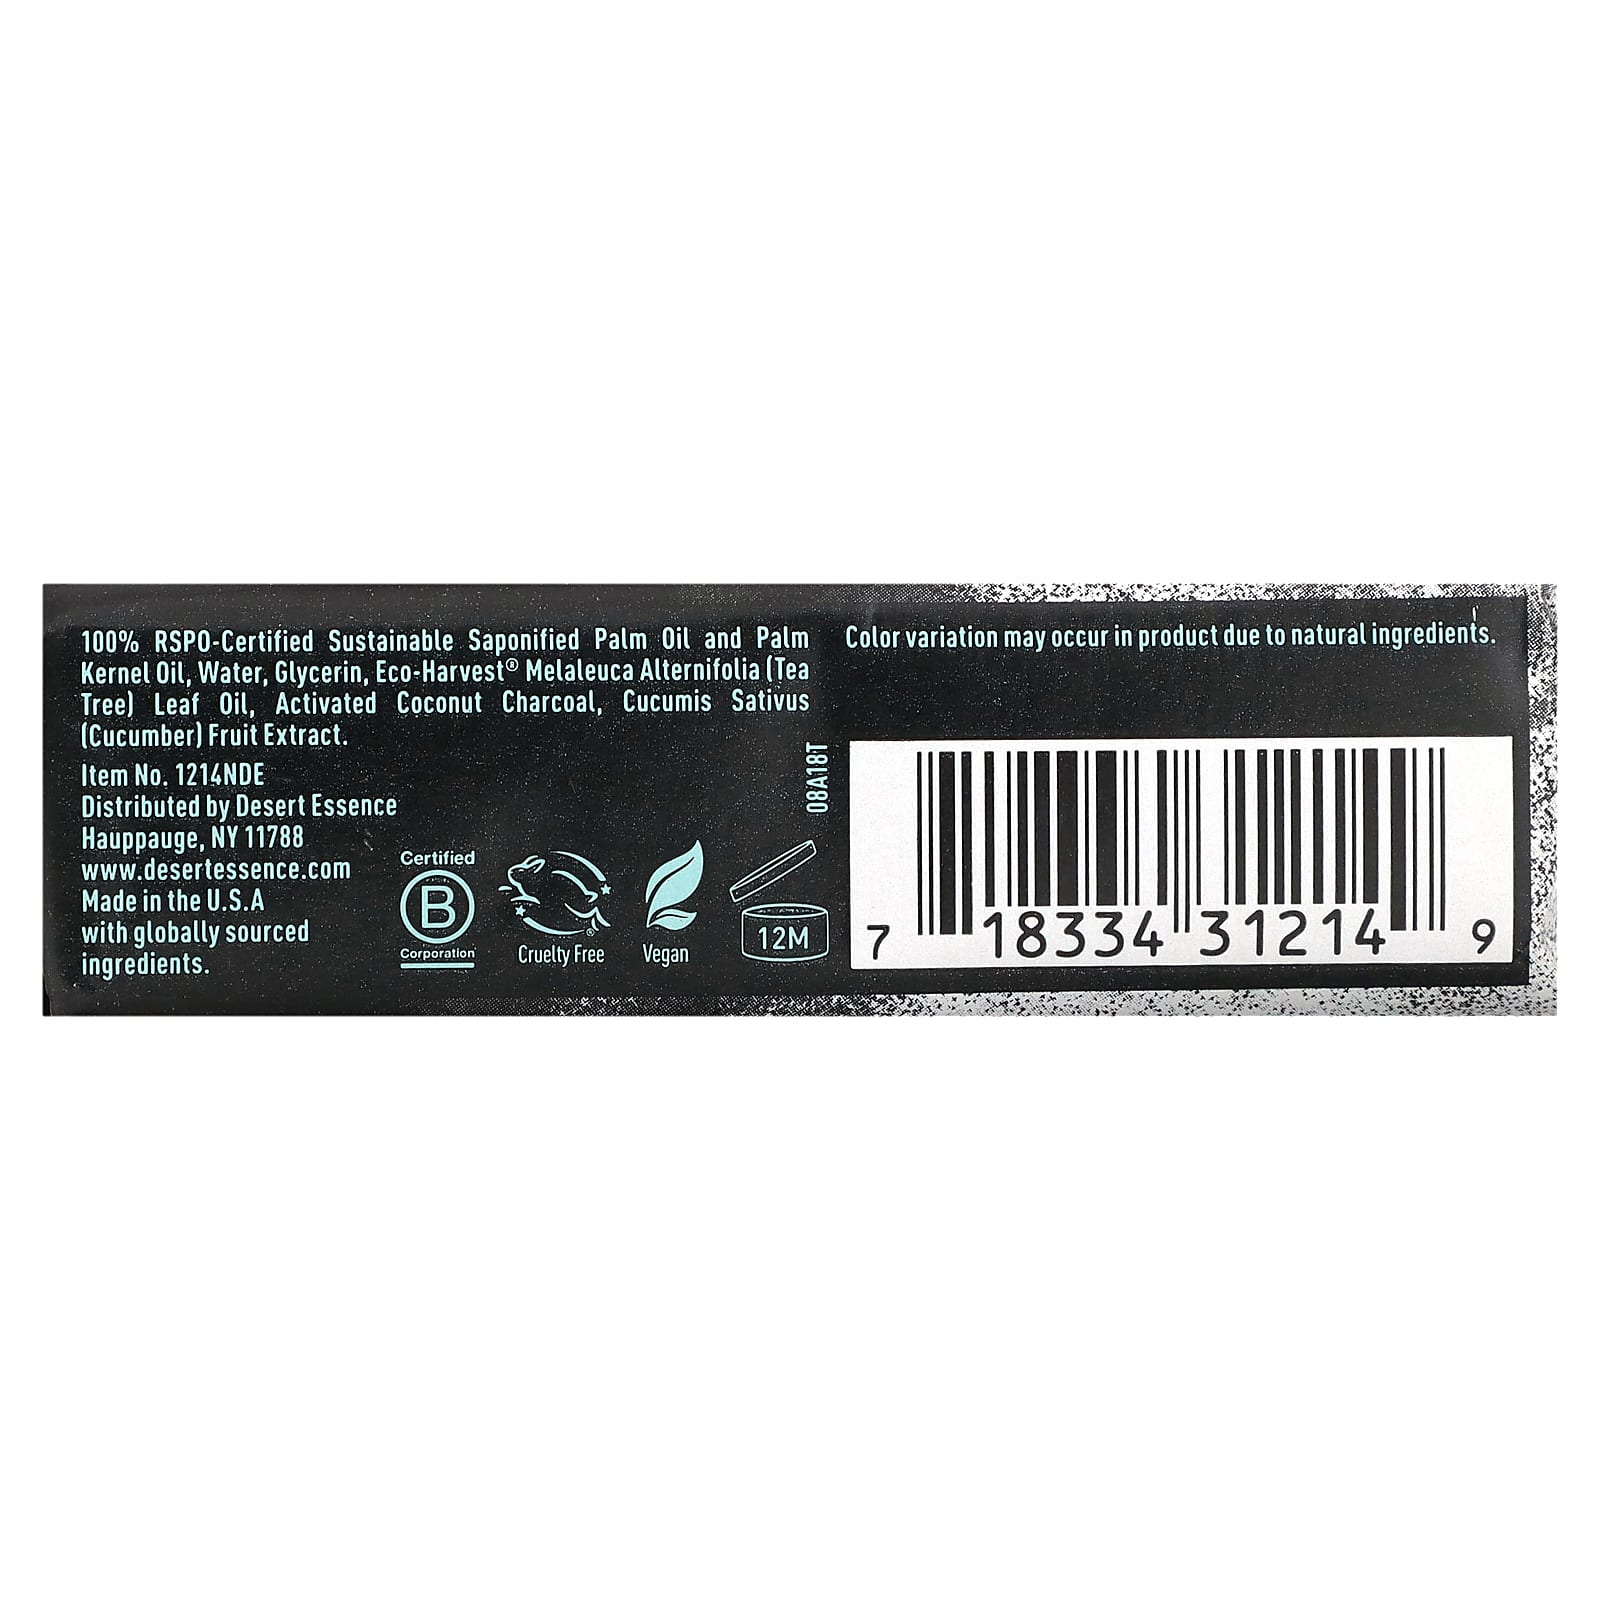 100% RSPO-Certified Sustainable Saponified Palm Oil and Palm
Kernel Oil, Water, Glycerin, Eco-Harvest® Melaleuca Alternifolia (Tea
Tree) Leaf Oil, Activated Coconut Charcoal, Cucumis Sativus
(Cucumber) Fruit Extract.
Item No. 1214NDE
Distributed by Desert Essence
Hauppauge, NY 11788
www.desertessence.com
Made in the U.S.A
with globally sourced
ingredients.
Certified
B
Corporation
®
Cruelty Free
Vegan
12M
08A18T
Color variation may occur in product due to natural ingredients.
7 18334 31214 9